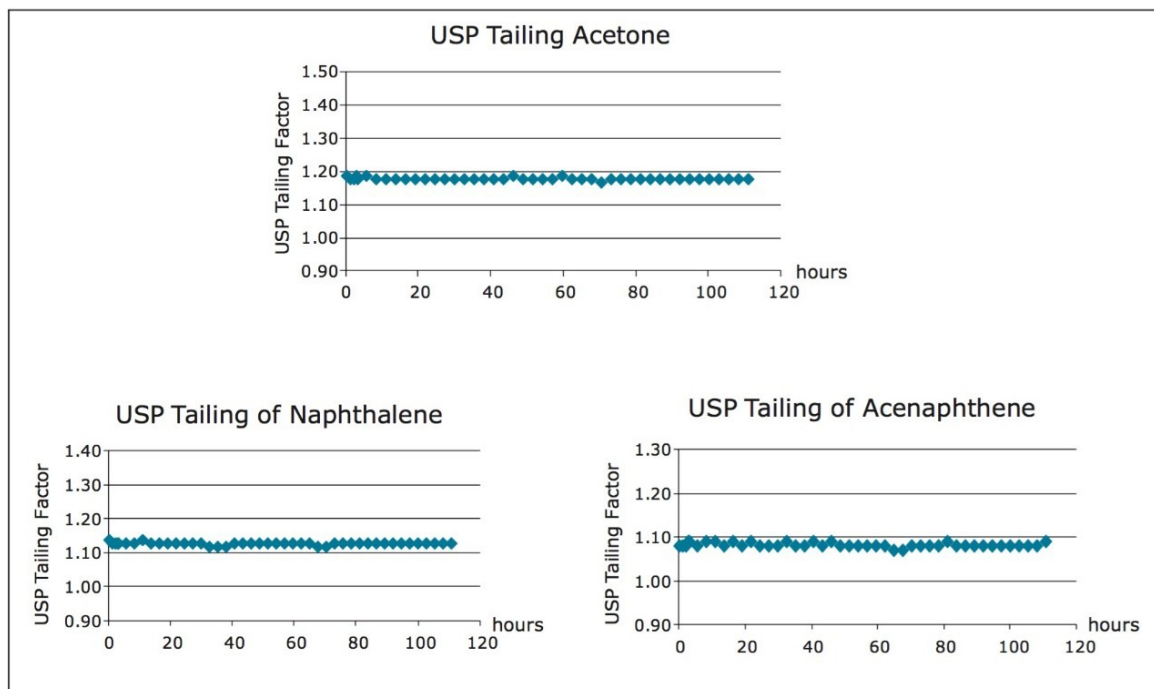 USP Tailing Acetone
USP Tailing Factor
1.50
1.40
1.30
1.20
1.10
1.00
0.90
0 20 40 60 80 100 120
hours
USP Tailing of Naphthalene
USP Tailing Factor
1.40
1.30
1.20
1.10
1.00
0.90
0 20 40 60 80 100 120
hours
USP Tailing of Acenaphthene
USP Tailing Factor
1.30
1.20
1.10
1.00
0.90
0 20 40 60 80 100 120
hours